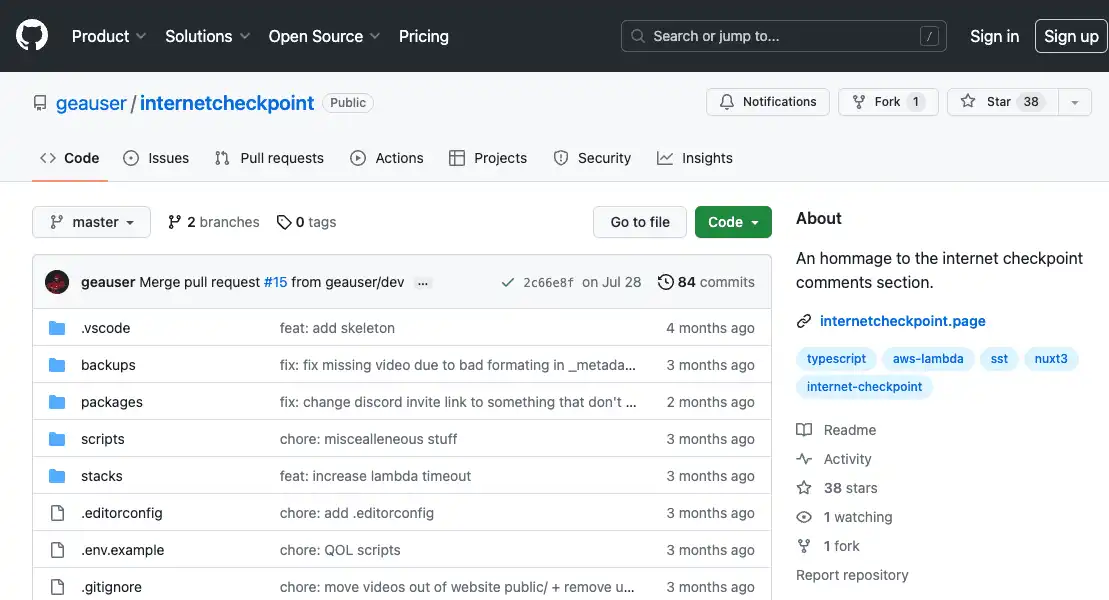 Product Solutions Open Source Pricing Search or jump to... / Sign in Sign up
geauser / internetcheckpoint Public Notifications Fork 1 Star 38
Code Issues Pull requests Actions Projects Security Insights
master 2 branches 0 tags Go to file Code
geauser Merge pull request #15 from geauser/dev ... 2c66e8f on Jul 28 84 commits
.vscode feat: add skeleton 4 months ago
backups fix: fix missing video due to bad formating in _metada... 3 months ago
packages fix: change discord invite link to something that don't ... 2 months ago
scripts chore: miscealleneous stuff 3 months ago
stacks feat: increase lambda timeout 3 months ago
.editorconfig chore: add .editorconfig 3 months ago
.env.example chore: QOL scripts 3 months ago
.gitignore chore: move videos out of website public/ + remove u... 3 months ago
About
An hommage to the internet checkpoint
comments section.
internetcheckpoint.page
typescript aws-lambda sst nuxt3
internet-checkpoint
Readme
Activity
38 stars
1 watching
1 fork
Report repository